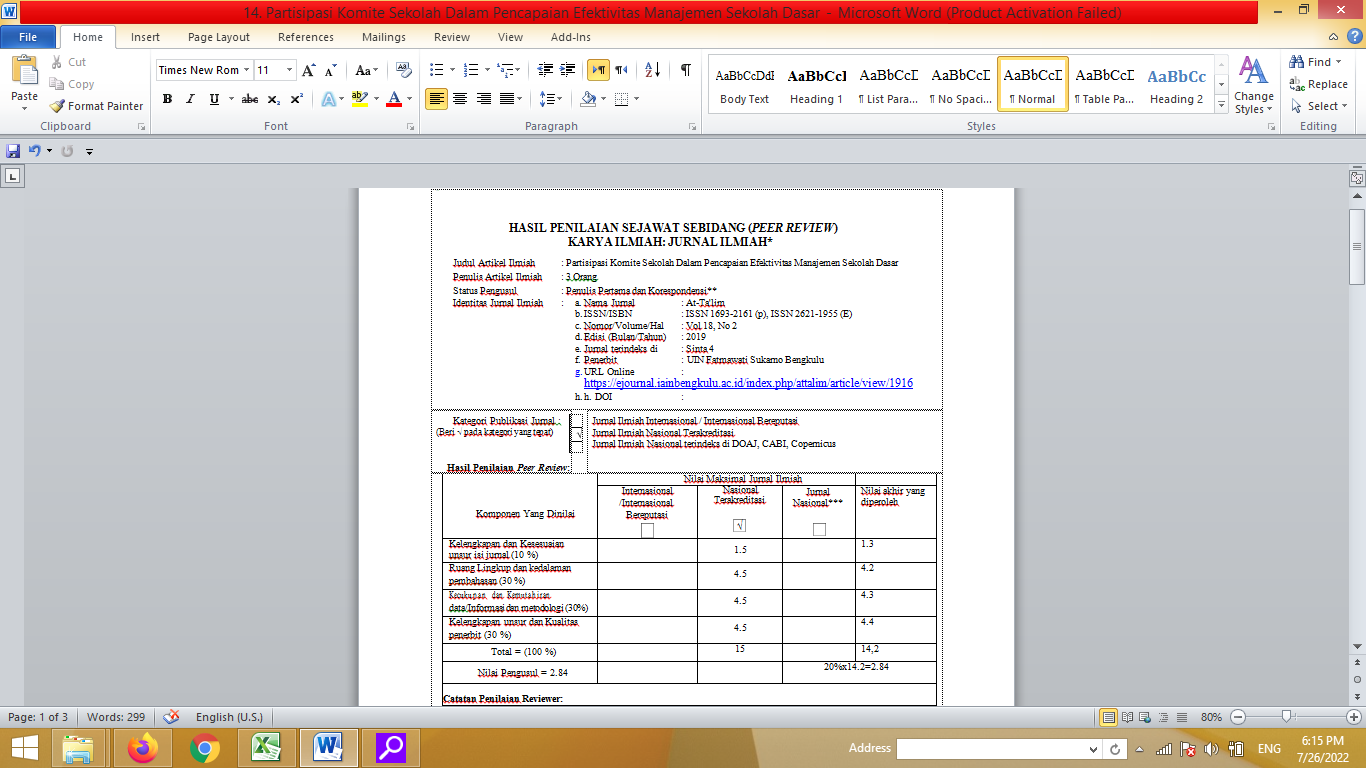 14. Partisipasi Komite Sekolah Dalam Pencapaian Efektivitas Manajemen Sekolah Dasar - Microsoft Word (Product Activation Failed)
File Home Insert Page Layout References Mailings Review View Add-Ins
Paste
Cut
Copy
Format Painter
Clipboard
Times New Rom 11
Font
Paragraph
AaBbCcDdI AaBbCcI AaBbCcD AaBbCcD AaBbCcD AaBbCcD AaBbCc
Body Text Heading 1 ¶ List Para... ¶ No Spaci... ¶ Normal ¶ Table Pa... Heading 2
Styles
Change Styles
Find
Replace
Select
Editing
HASIL PENILAIAN SEJAWAT SEBIDANG (PEER REVIEW)
KARYA ILMIAH: JURNAL ILMIAH*
Judul Artikel Ilmiah : Partisipasi Komite Sekolah Dalam Pencapaian Efektivitas Manajemen Sekolah Dasar
Penulis Artikel Ilmiah : 3 Orang
Status Pengusul : Penulis Pertama dan Korespondensi**
Identitas Jurnal Ilmiah : a. Nama Jurnal : At-Ta'lim
b. ISSN/ISBN : ISSN 1693-2161 (p), ISSN 2621-1955 (E)
c. Nomor/Volume/Hal : Vol 18, No 2
d. Edisi (Bulan/Tahun) : 2019
e. Jurnal terindeks di : Sinta 4
f. Penerbit : UIN Fatmawati Sukarno Bengkulu
g. URL Online :
https://ejournal.iainbengkulu.ac.id/index.php/attalim/article/view/1916
h. h. DOI :
Kategori Publikasi Jurnal : Jurnal Ilmiah Internasional / Internasional Bereputasi
(Beri √ pada kategori yang tepat) √ Jurnal Ilmiah Nasional Terakreditasi
Jurnal Ilmiah Nasional terindeks di DOAJ, CABI, Copernicus
Hasil Penilaian Peer Review:
Komponen Yang Dinilai
Nilai Maksimal Jurnal Ilmiah
Internasional /Internasional Bereputasi
Nasional Terakreditasi √
Jurnal Nasional***
Nilai akhir yang diperoleh
Kelengkapan dan Kesesuaian unsur isi jurnal (10 %) 1.5 1.3
Ruang Lingkup dan kedalaman pembahasan (30 %) 4.5 4.2
Kecukupan dan Kemutahiran data/Informasi dan metodologi (30%) 4.5 4.3
Kelengkapan unsur dan Kualitas penerbit (30 %) 4.5 4.4
Total = (100 %) 15 14,2
Nilai Pengusul = 2.84 20%x14.2=2.84
Catatan Penilaian Reviewer:
Page: 1 of 3 Words: 299 English (U.S.) 80%
Address ENG 6:15 PM
7/26/2022